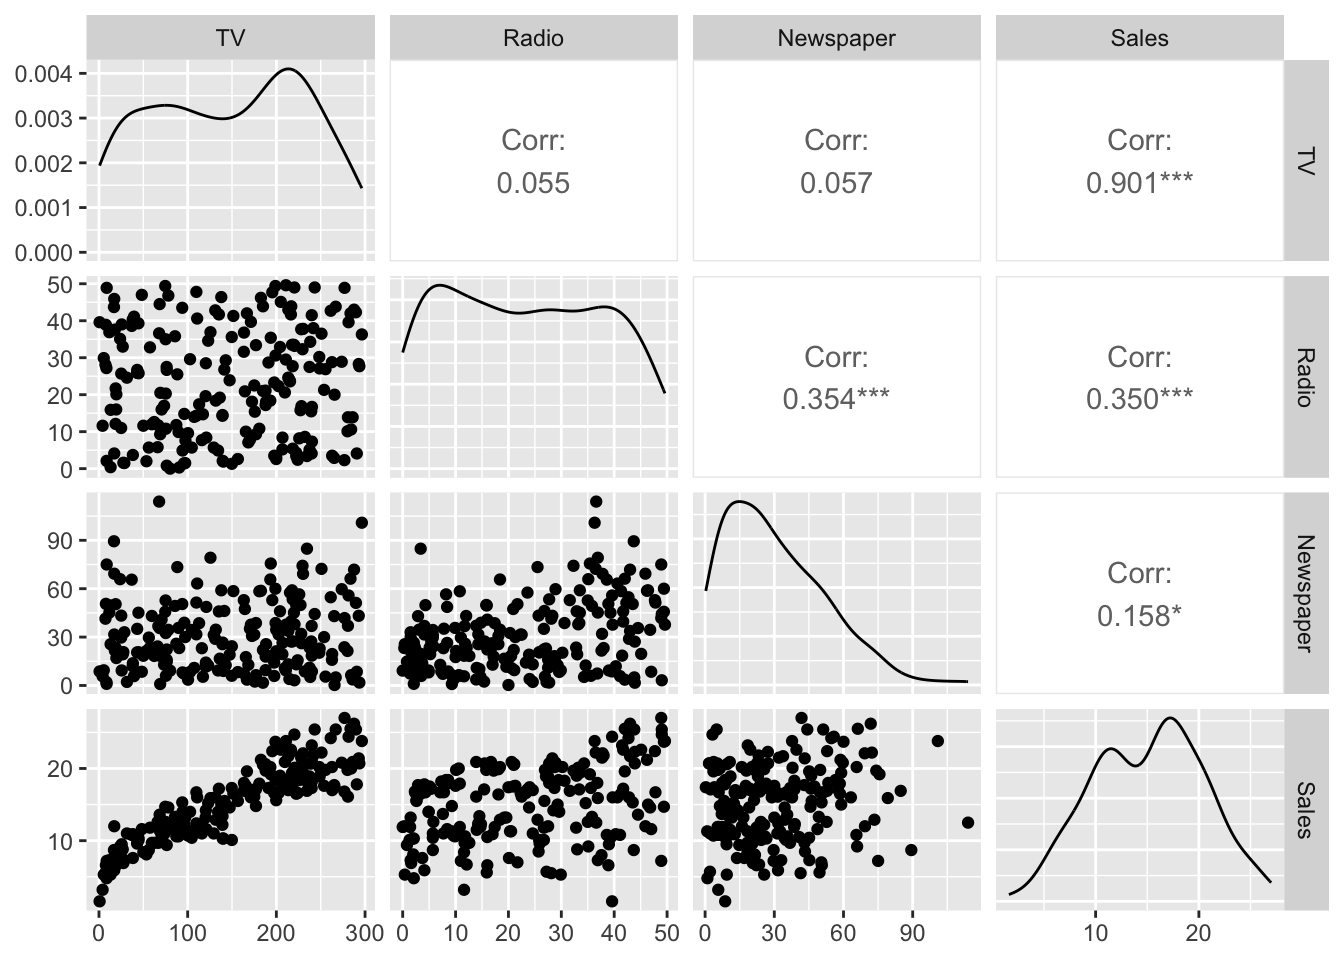 TV Radio Newspaper Sales
0.004
0.003
0.002
0.001
0.000
Corr:
0.055
Corr:
0.057
Corr:
0.901***
TV
50
40
30
20
10
0
Corr:
0.354***
Corr:
0.350***
Radio
90
60
30
0
Corr:
0.158*
Newspaper
20
10
Sales
0 100 200 300 0 10 20 30 40 50 0 30 60 90 10 20